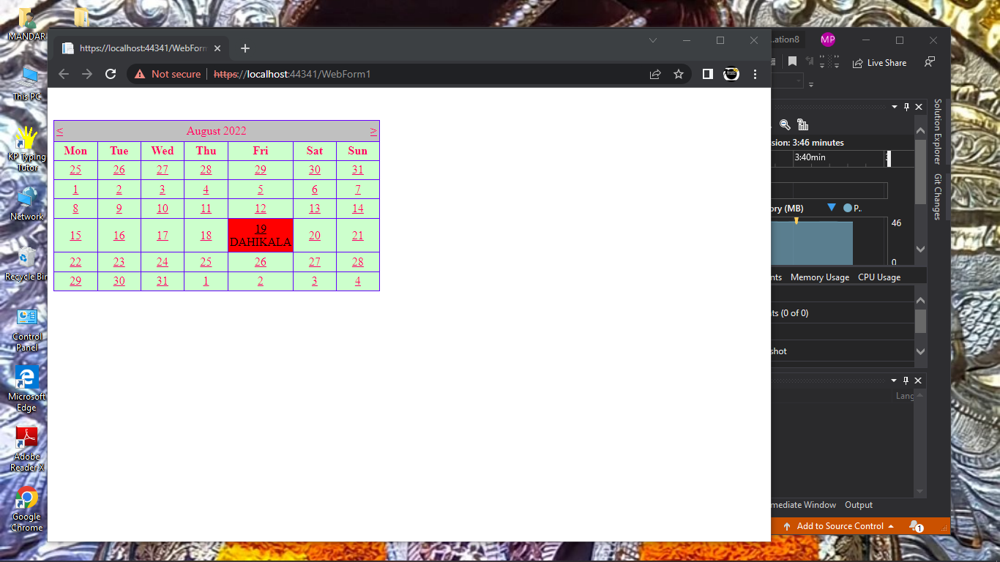 MANDAR
This PC
KP Typing
Tutor
Network
Recycle Bin
Control
Panel
Microsoft
Edge
Adobe
Reader X
Google
Chrome
https://localhost:44341/WebForm
Not secure https://localhost:44341/WebForm1
< August 2022 >
Mon Tue Wed Thu Fri Sat Sun
25 26 27 28 29 30 31
1 2 3 4 5 6 7
8 9 10 11 12 13 14
15 16 17 18 19 20 21
DAHIKALA
22 23 24 25 26 27 28
29 30 31 1 2 3 4
...ation8 MP
Live Share
sion: 3:46 minutes
3:40min
ory (MB) P..
46
0
nts Memory Usage CPU Usage
ts (0 of 0)
shot
Lang
mediate Window Output
Add to Source Control 1
Solution Explorer
Git Changes